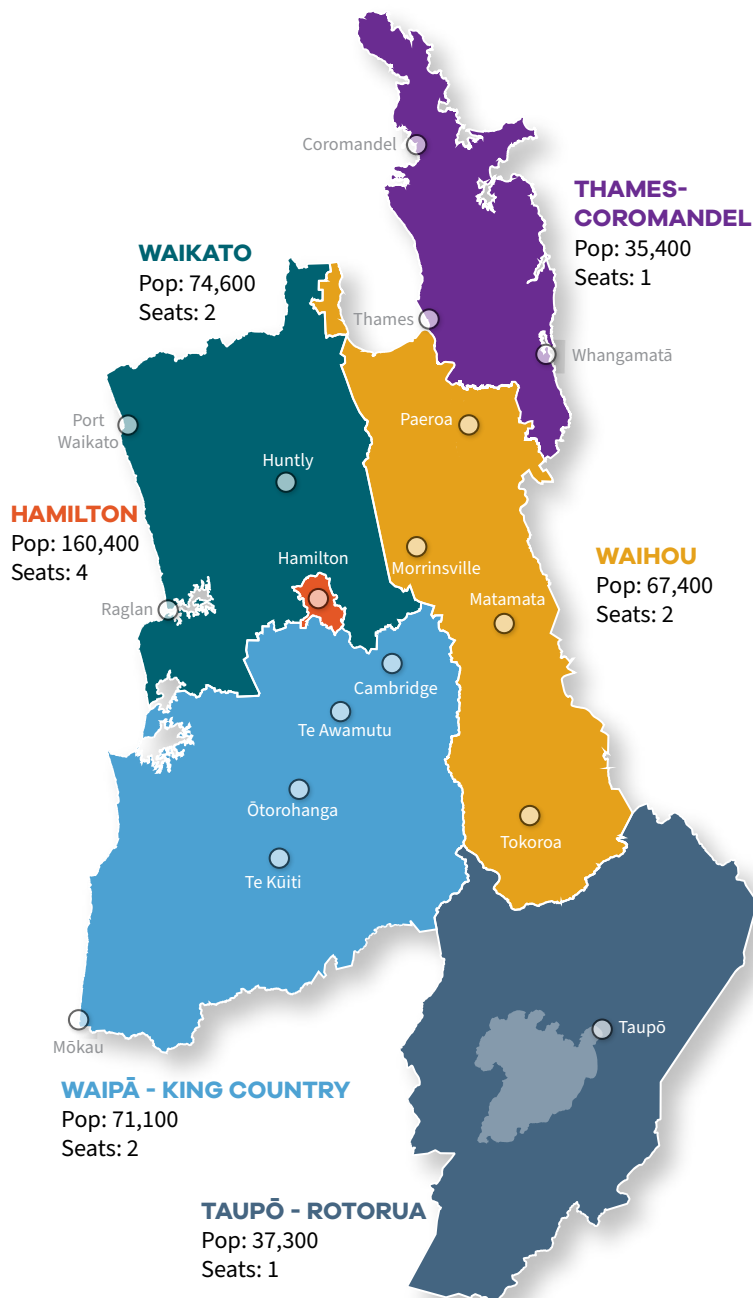 Coromandel
THAMES-
COROMANDEL
Pop: 35,400
Seats: 1
WAIKATO
Pop: 74,600
Seats: 2
Thames
Whangamatā
Port
Waikato
Paeroa
Huntly
HAMILTON
Pop: 160,400
Seats: 4
Hamilton
Morrinsville
WAIHOU
Pop: 67,400
Seats: 2
Raglan
Matamata
Cambridge
Te Awamutu
Ōtorohanga
Tokoroa
Te Kūiti
Taupō
Mōkau
WAIPĀ - KING COUNTRY
Pop: 71,100
Seats: 2
TAUPŌ - ROTORUA
Pop: 37,300
Seats: 1